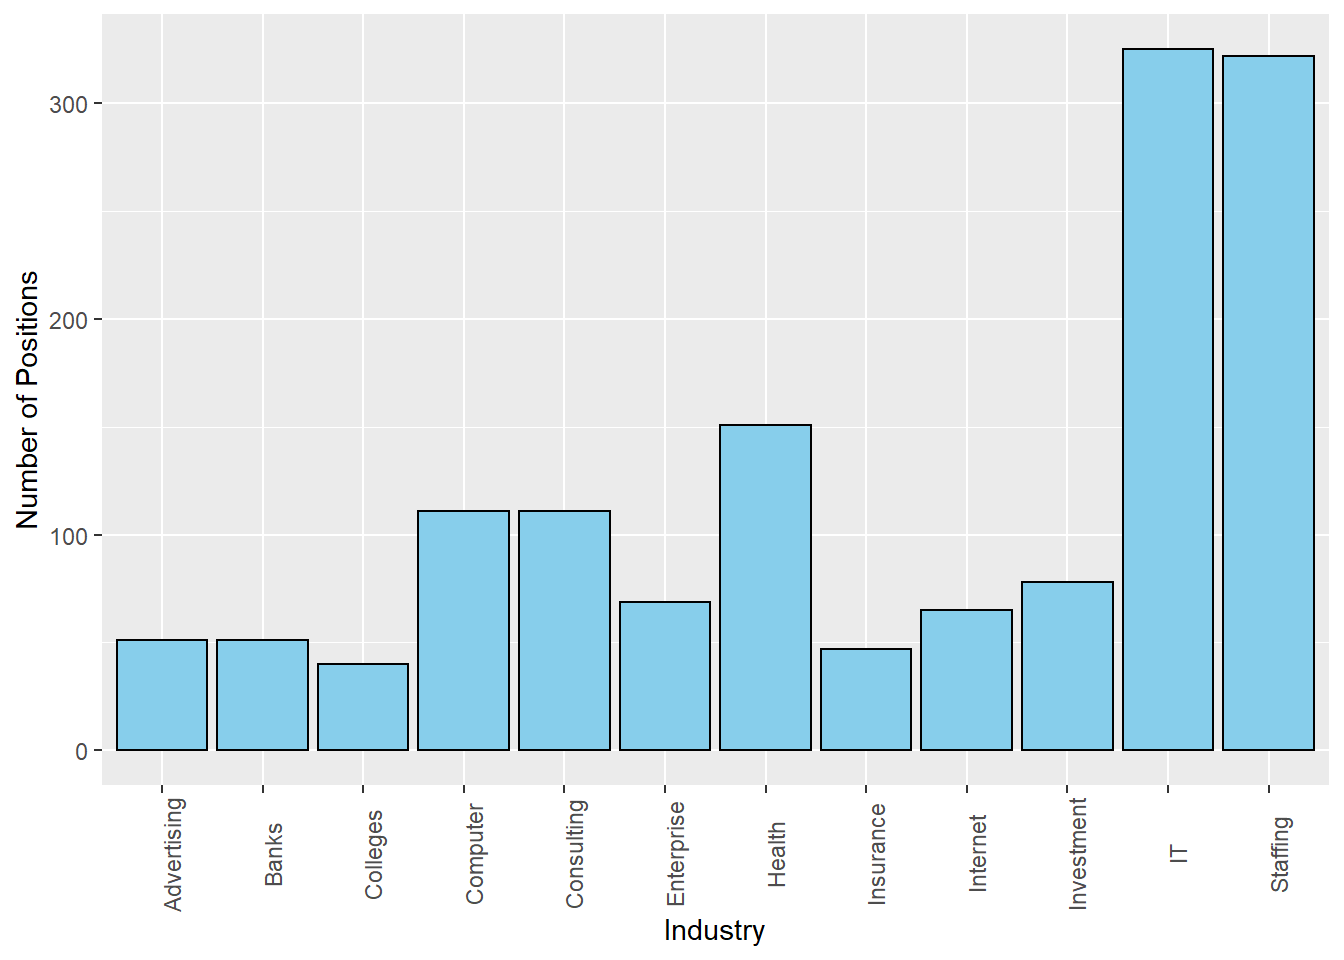 Number of Positions
300
200
100
0
Advertising
Banks
Colleges
Computer
Consulting
Enterprise
Health
Insurance
Internet
Investment
IT
Staffing
Industry